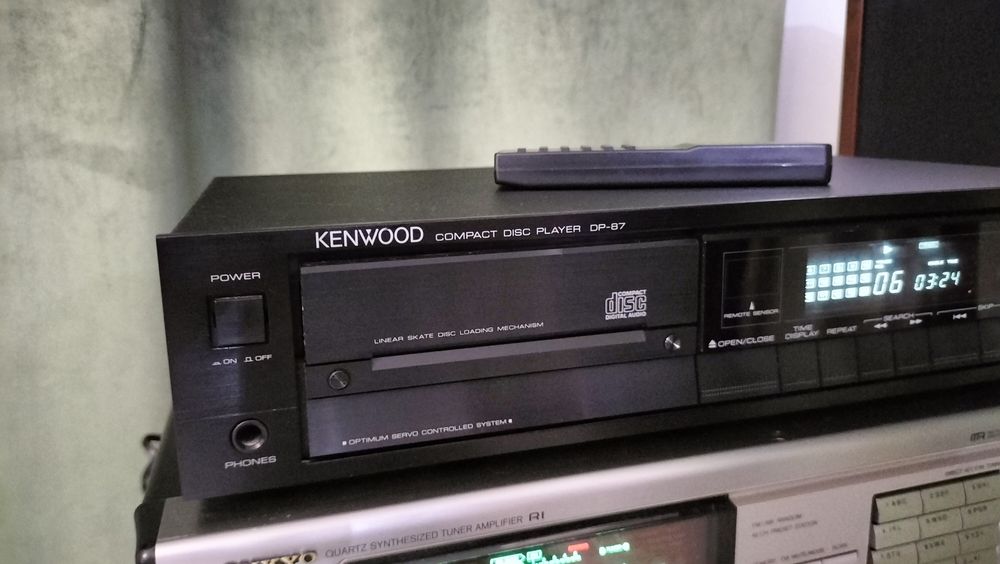 KENWOOD COMPACT DISC PLAYER DP-87
POWER
ON OFF
PHONES
COMPACT
disc
DIGITAL AUDIO
LINEAR SKATE DISC LOADING MECHANISM
OPTIMUM SERVO CONTROLLED SYSTEM
REMOTE SENSOR
06 03:24
OPEN/CLOSE
TIME
DISPLAY
REPEAT
SEARCH
SKIP
QUARTZ SYNTHESIZED TUNER AMPLIFIER R1